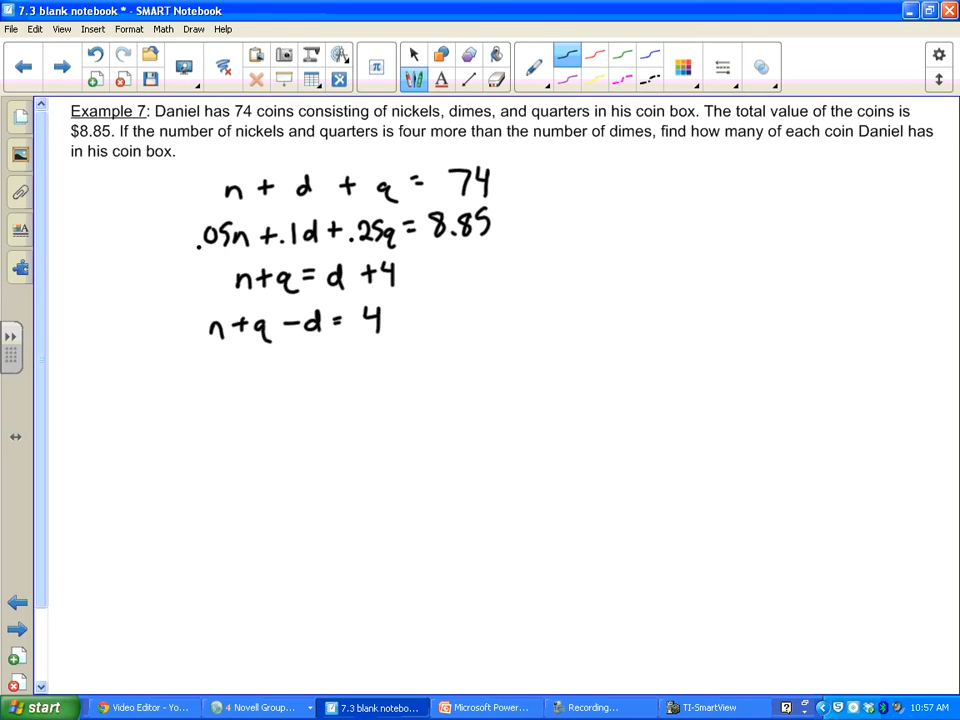 7.3 blank notebook * - SMART Notebook
File Edit View Insert Format Math Draw Help
Example 7: Daniel has 74 coins consisting of nickels, dimes, and quarters in his coin box. The total value of the coins is
$8.85. If the number of nickels and quarters is four more than the number of dimes, find how many of each coin Daniel has
in his coin box.
n + d + q = 74
.05n + .1d + .25q = 8.85
n+q = d +4
n+q -d = 4
start Video Editor - Yo... 4 Novell Group... 7.3 blank notebo... Microsoft Power... Recording... TI-SmartView 10:57 AM